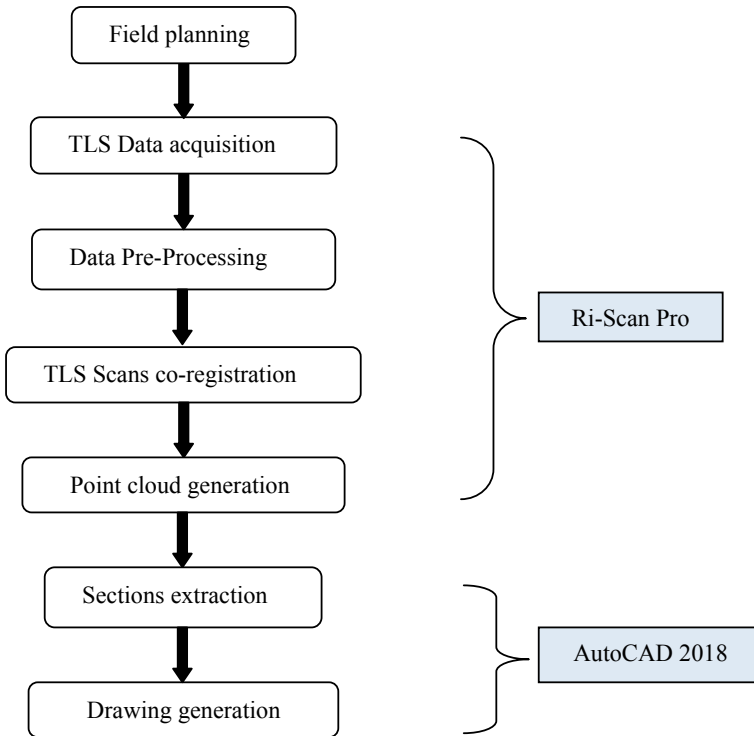 Field planning
TLS Data acquisition
Data Pre-Processing
Ri-Scan Pro
TLS Scans co-registration
Point cloud generation
Sections extraction
AutoCAD 2018
Drawing generation